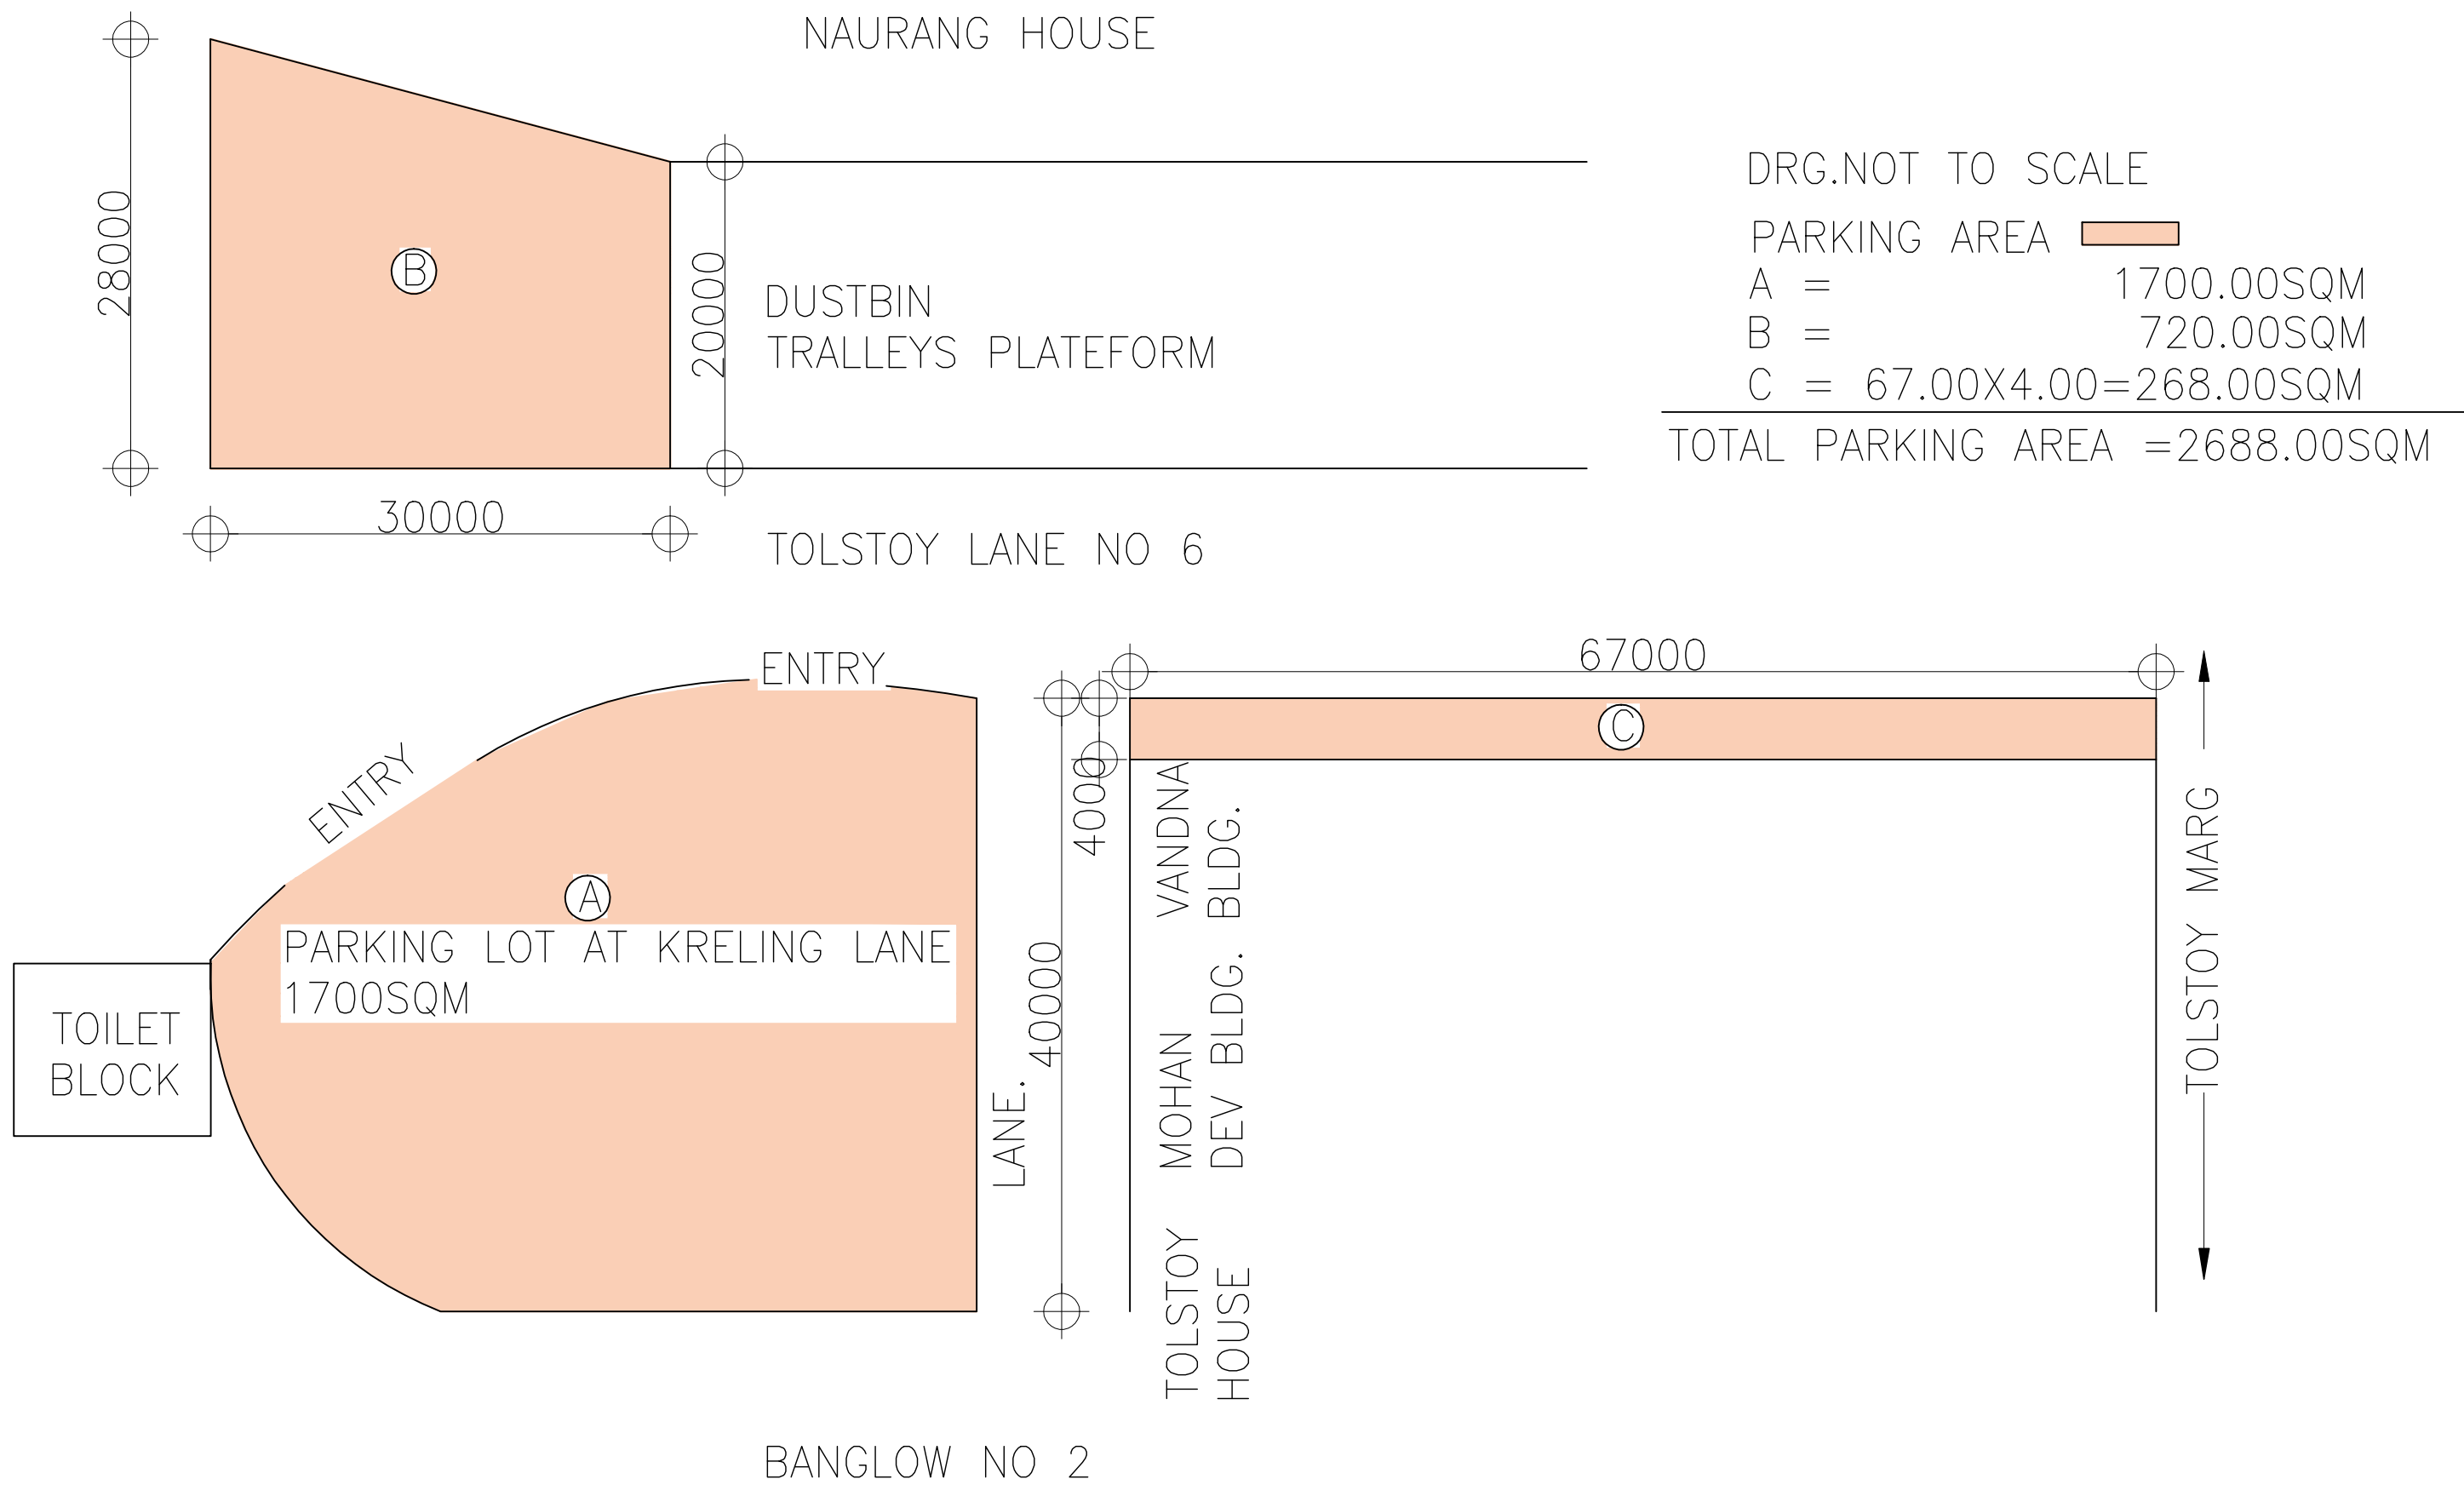 NAURANG HOUSE
28000
B
20000
DUSTBIN
TRALLEYS PLATEFORM
30000
TOLSTOY LANE NO 6
DRG.NOT TO SCALE
PARKING AREA
A = 1700.00SQM
B = 720.00SQM
C = 67.00X4.00=268.00SQM
TOTAL PARKING AREA =2688.00SQM
ENTRY
ENTRY
A
PARKING LOT AT KRELING LANE
1700SQM
TOILET
BLOCK
LANE.
40000
4000
67000
C
VANDNA
BLDG.
MOHAN
DEV BLDG.
TOLSTOY
HOUSE
TOLSTOY MARG
BANGLOW NO 2